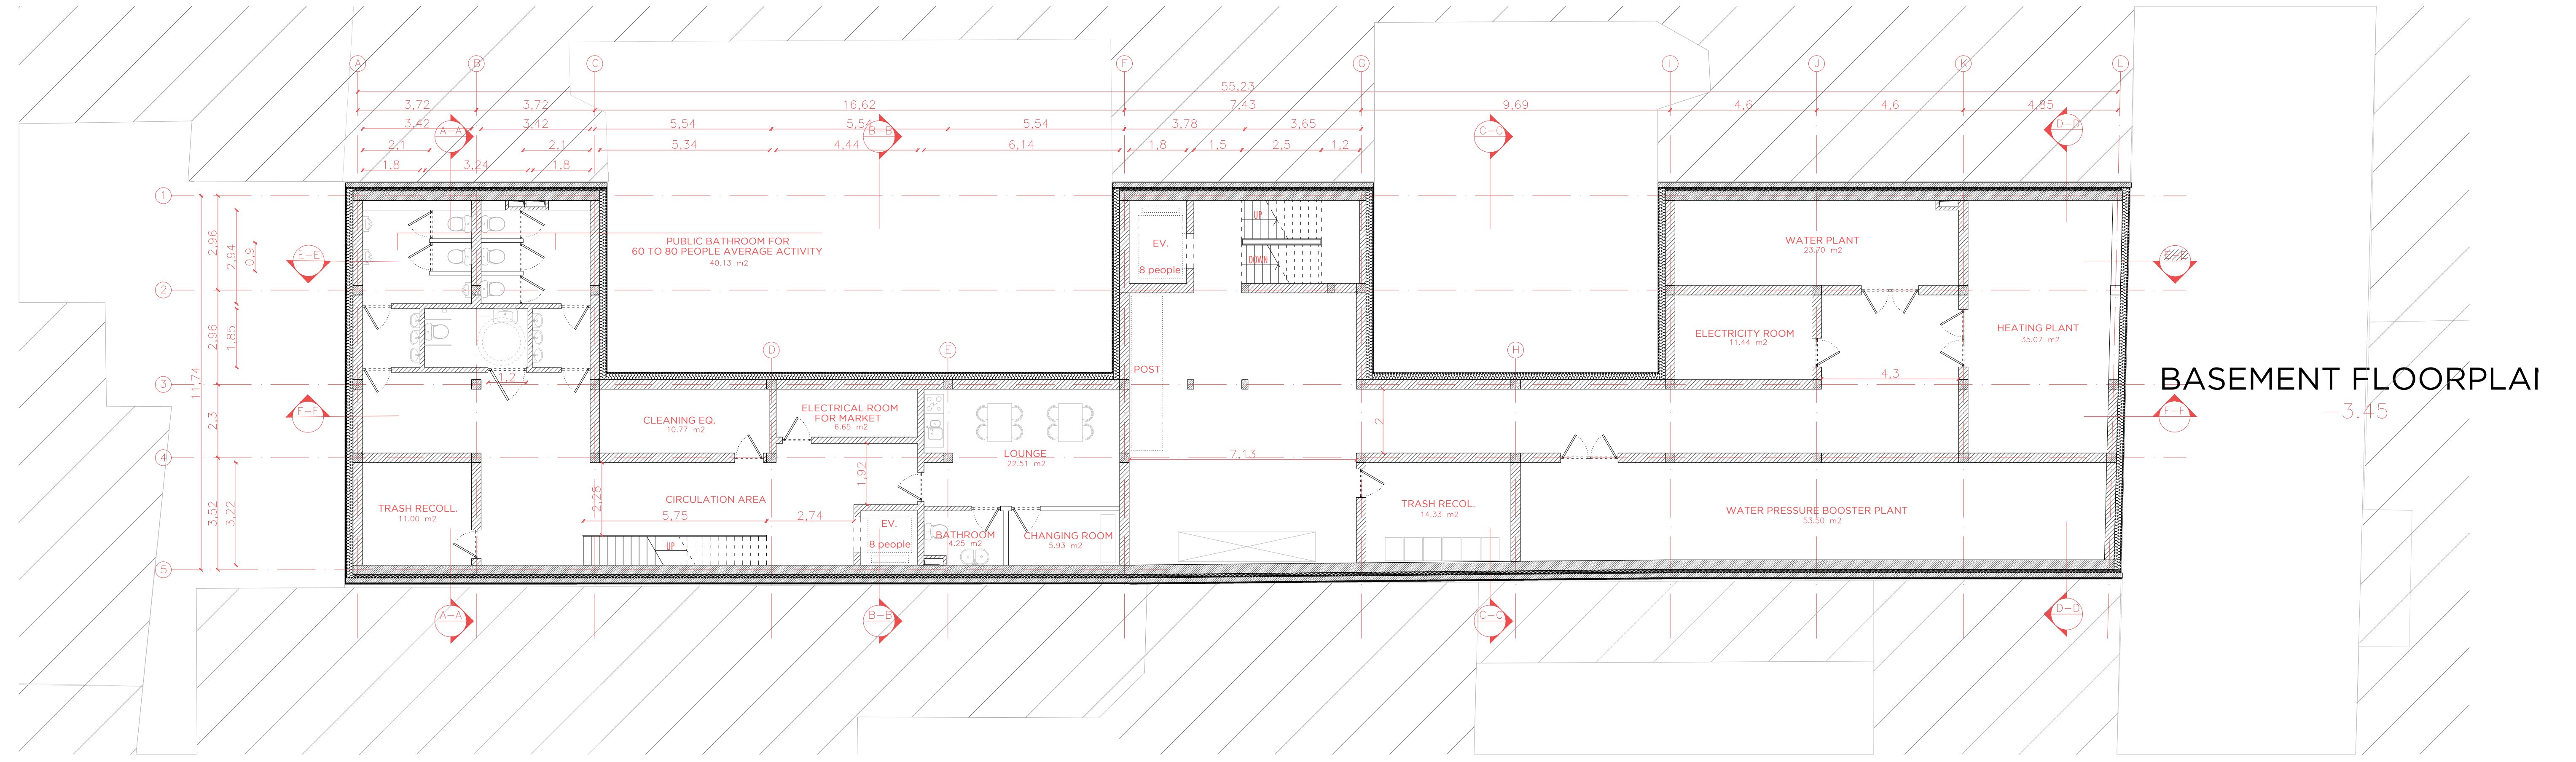 A B C F G I J K L
55,23
3,72 3,72 16,62 7,43 9,69 4,6 4,6 4,85
3,42 3,42 5,54 5,54 5,54 3,78 3,65
A-A B-B C-C D-D
2,1 2,1 5,34 4,44 6,14 1,8 1,5 2,5 1,2
1,8 3,24 1,8
1
2,96
2,94
0,9
UP
PUBLIC BATHROOM FOR
60 TO 80 PEOPLE AVERAGE ACTIVITY
40.13 m2
EV.
8 people
DOWN
WATER PLANT
23.70 m2
E-E
2
2,96
1,85
ELECTRICITY ROOM
11.44 m2
HEATING PLANT
35.07 m2
D E H
POST
11,74
3
1,2
4,3
BASEMENT FLOORPLA
-3.45
F-F F-F
2,3
CLEANING EQ.
10.77 m2
ELECTRICAL ROOM
FOR MARKET
6.65 m2
2
LOUNGE
22.51 m2
7,13
4
1,92
2,28
CIRCULATION AREA
5,75 2,74
TRASH RECOLL.
11.00 m2
3,52
3,22
TRASH RECOL.
14.33 m2
WATER PRESSURE BOOSTER PLANT
53.50 m2
EV.
8 people
UP
BATHROOM
4.25 m2
CHANGING ROOM
5.93 m2
5
A-A B-B C-C D-D